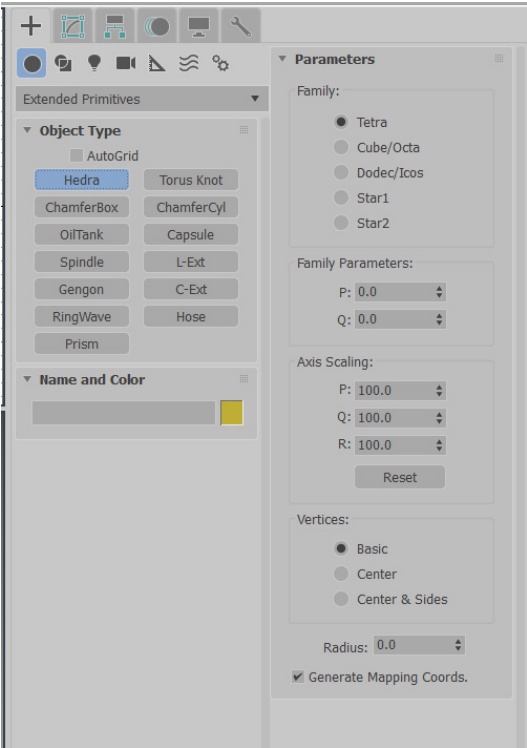 Extended Primitives
Object Type
AutoGrid
Hedra
Torus Knot
ChamferBox
ChamferCyl
OilTank
Capsule
Spindle
L-Ext
Gengon
C-Ext
RingWave
Hose
Prism
Name and Color
Parameters
Family:
Tetra
Cube/Octa
Dodec/Icos
Star1
Star2
Family Parameters:
P: 0.0
Q: 0.0
Axis Scaling:
P: 100.0
Q: 100.0
R: 100.0
Reset
Vertices:
Basic
Center
Center & Sides
Radius: 0.0
Generate Mapping Coords.